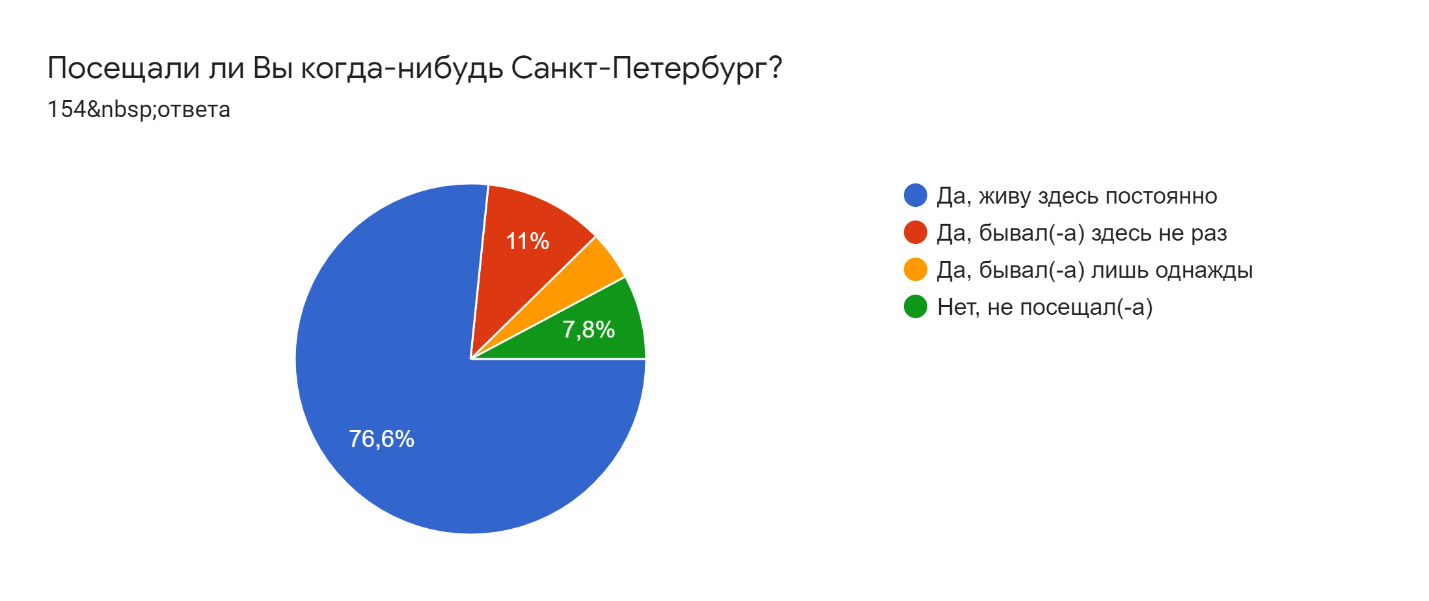 Посещали ли Вы когда-нибудь Санкт-Петербург?
154&nbsp;ответа
Да, живу здесь постоянно
Да, бывал(-а) здесь не раз
Да, бывал(-а) лишь однажды
Нет, не посещал(-а)
11%
7,8%
76,6%